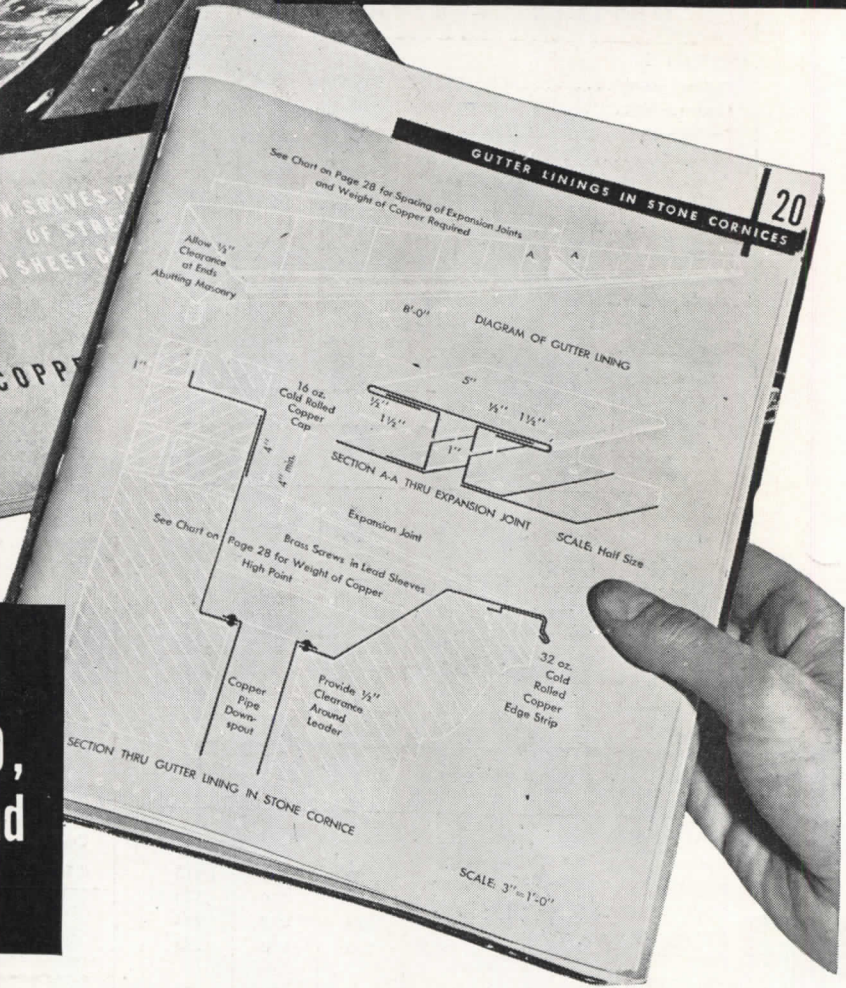 GUTTER LININGS IN STONE CORNICES
20
See Chart on Page 28 for Spacing of Expansion Joints
and Weight of Copper Required
Allow ½"
Clearance
at Ends
Abutting Masonry
A
A
8'-0"
DIAGRAM OF GUTTER LINING
1"
16 oz.
Cold Rolled
Copper
Cap
5"
½"
1½"
½"
1½"
1"
4"
4" min.
SECTION A-A THRU EXPANSION JOINT
SCALE: Half Size
Expansion Joint
See Chart on Page 28 for Weight of Copper
Brass Screws in Lead Sleeves
High Point
32 oz.
Cold
Rolled
Copper
Edge Strip
Copper
Pipe
Down-
spout
Provide ½"
Clearance
Around
Leader
SECTION THRU GUTTER LINING IN STONE CORNICE
SCALE: 3"=1'-0"
SOLVES
OF
SHEET